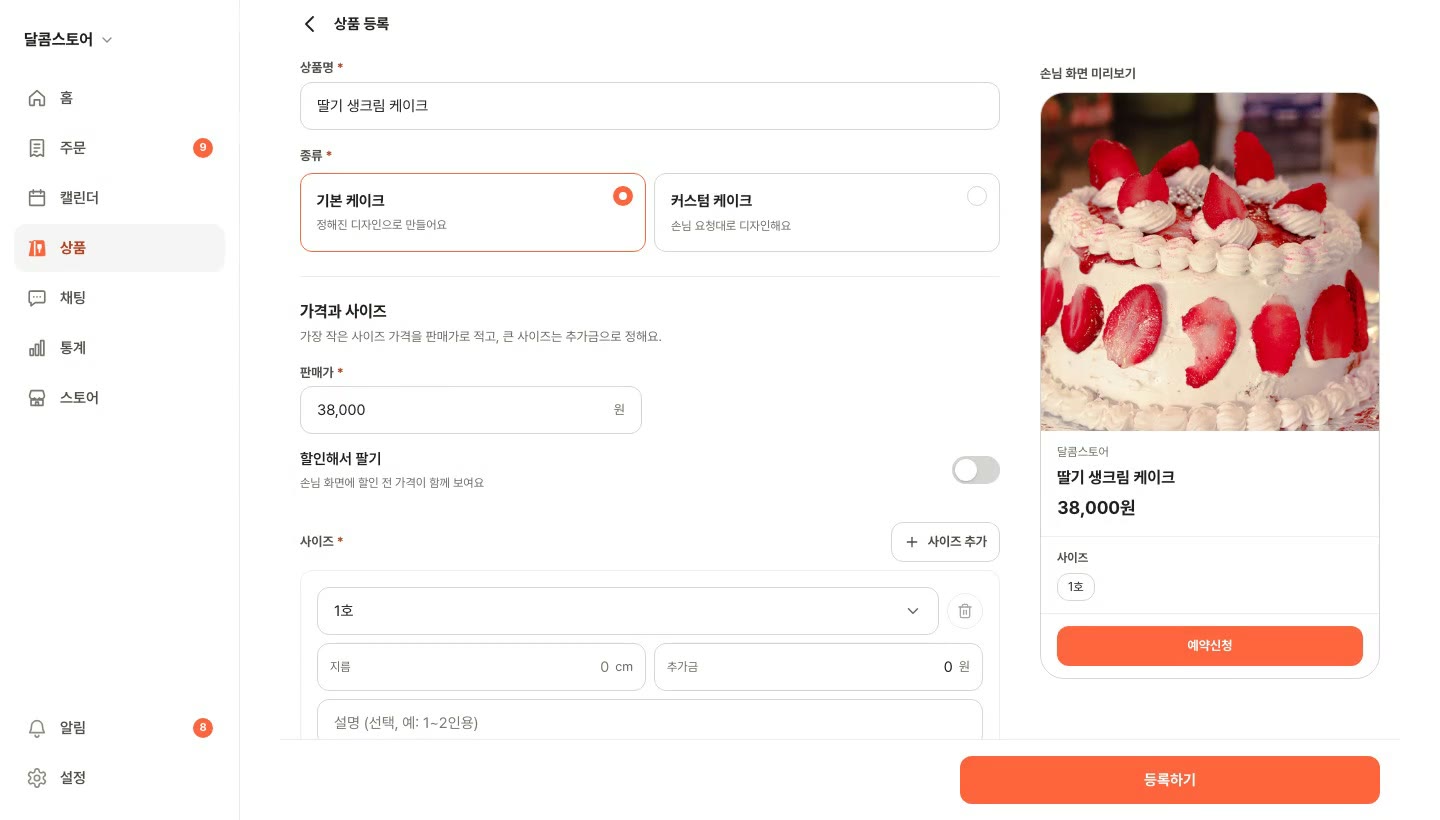 달콤스토어
홈
주문
9
캘린더
상품
채팅
통계
스토어
알림
8
설정
상품 등록
상품명 *
딸기 생크림 케이크
종류 *
기본 케이크
정해진 디자인으로 만들어요
커스텀 케이크
손님 요청대로 디자인해요
가격과 사이즈
가장 작은 사이즈 가격을 판매가로 적고, 큰 사이즈는 추가금으로 정해요.
판매가 *
38,000 원
할인해서 팔기
손님 화면에 할인 전 가격이 함께 보여요
사이즈 *
사이즈 추가
1호
지름 0 cm
추가금 0 원
설명 (선택, 예: 1~2인용)
손님 화면 미리보기
달콤스토어
딸기 생크림 케이크
38,000원
사이즈
1호
예약신청
등록하기